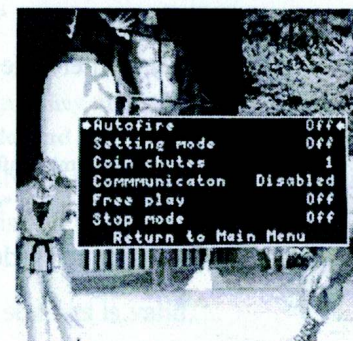 Autofire Off
Setting mode Off
Coin chutes 1
Commmunicaton Disabled
Free play Off
Stop mode Off
Return to Main Menu